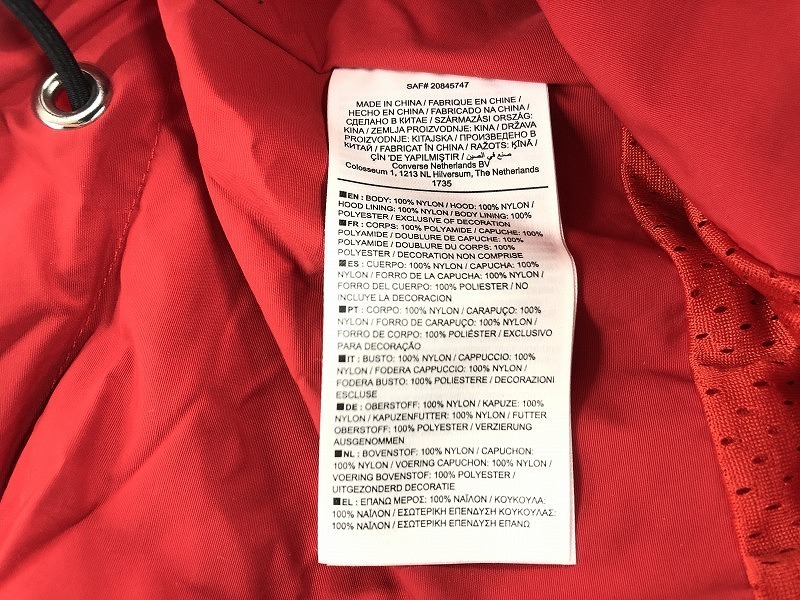 SAF# 20845747
MADE IN CHINA / FABRIQUE EN CHINE /
HECHO EN CHINA / FABRICADO NA CHINA /
СДЕЛАНО В КИТАЕ / SZÁRMAZÁSI ORSZÁG:
KINA / ZEMLJA PROIZVODNJE: KINA / DRŽAVA
PROIZVODNJE: KITAJSKA / ПРОИЗВЕДЕНО В
КИТАЙ / FABRICAT ÎN CHINA / RAŽOTS: ĶĪNĀ /
ÇİN 'DE YAPILMIŞTIR / صنع في الصين
Converse Netherlands BV
Colosseum 1, 1213 NL Hilversum, The Netherlands
1735
EN : BODY: 100% NYLON / HOOD: 100% NYLON /
HOOD LINING: 100% NYLON / BODY LINING: 100%
POLYESTER / EXCLUSIVE OF DECORATION
FR : CORPS: 100% POLYAMIDE / CAPUCHE: 100%
POLYAMIDE / DOUBLURE DE CAPUCHE: 100%
POLYAMIDE / DOUBLURE DU CORPS: 100%
POLYESTER / DECORATION NON COMPRISE
ES : CUERPO: 100% NYLON / CAPUCHA: 100%
NYLON / FORRO DE LA CAPUCHA: 100% NYLON /
FORRO DEL CUERPO: 100% POLIESTER / NO
INCLUYE LA DECORACION
PT : CORPO: 100% NYLON / CARAPUÇO: 100%
NYLON / FORRO DE CARAPUÇO: 100% NYLON /
FORRO DE CORPO: 100% POLIÉSTER / EXCLUSIVO
PARA DECORAÇÃO
IT : BUSTO: 100% NYLON / CAPPUCCIO: 100%
NYLON / FODERA CAPPUCCIO: 100% NYLON /
FODERA BUSTO: 100% POLIESTERE / DECORAZIONI
ESCLUSE
DE : OBERSTOFF: 100% NYLON / KAPUZE: 100%
NYLON / KAPUZENFUTTER: 100% NYLON / FUTTER
OBERSTOFF: 100% POLYESTER / VERZIERUNG
AUSGENOMMEN
NL : BOVENSTOF: 100% NYLON / CAPUCHON:
100% NYLON / VOERING CAPUCHON: 100% NYLON /
VOERING BOVENSTOF: 100% POLYESTER /
UITGEZONDERD DECORATIE
EL : ΕΠΑΝΩ ΜΕΡΟΣ: 100% ΝΑΪΛΟΝ / ΚΟΥΚΟΥΛΑ:
100% ΝΑΪΛΟΝ / ΕΣΩΤΕΡΙΚΗ ΕΠΕΝΔΥΣΗ ΚΟΥΚΟΥΛΑΣ:
100% ΝΑΪΛΟΝ / ΕΣΩΤΕΡΙΚΗ ΕΠΕΝΔΥΣΗ ΕΠΑΝΩ